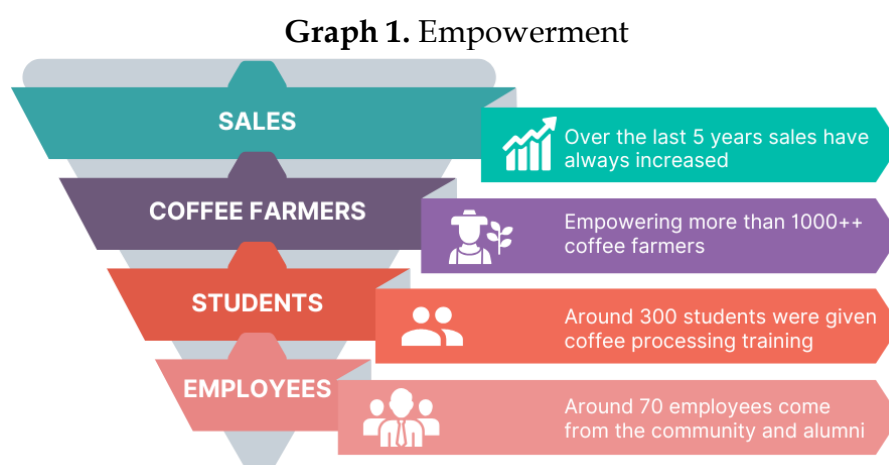 Graph 1. Empowerment
SALES
Over the last 5 years sales have
always increased
COFFEE FARMERS
Empowering more than 1000++
coffee farmers
STUDENTS
Around 300 students were given
coffee processing training
EMPLOYEES
Around 70 employees come
from the community and alumni